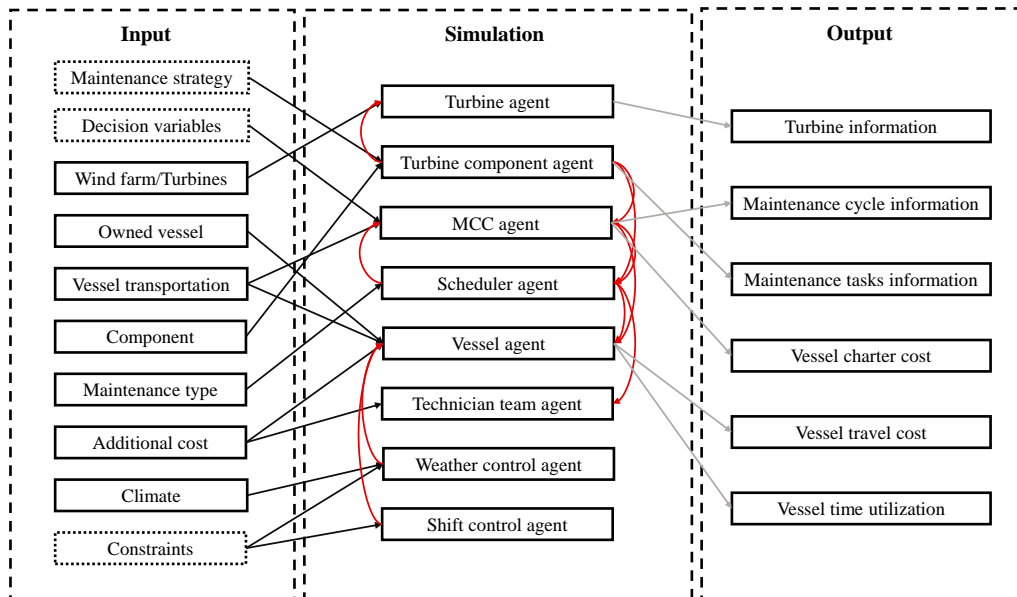 Input
Maintenance strategy
Decision variables
Wind farm/Turbines
Owned vessel
Vessel transportation
Component
Maintenance type
Additional cost
Climate
Constraints
Simulation
Turbine agent
Turbine component agent
MCC agent
Scheduler agent
Vessel agent
Technician team agent
Weather control agent
Shift control agent
Output
Turbine information
Maintenance cycle information
Maintenance tasks information
Vessel charter cost
Vessel travel cost
Vessel time utilization